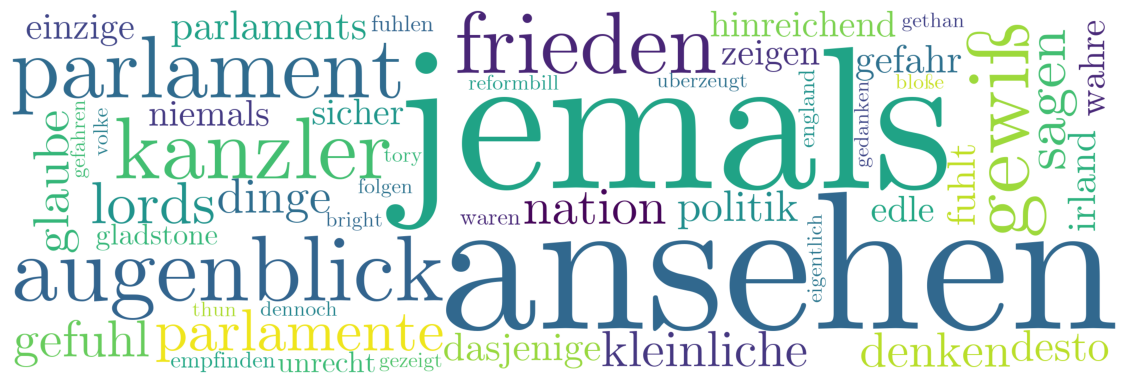 einzige
parlaments
fuhlen
frieden
hinreichend
gethan
parlament
jemals
zeigen
gefahr
gewiß
sagen
wahre
reformbill
uberzeugt
bloße
niemals
sicher
england
gedanken
glaube
gefahren
volke
kanzler
tory
folgen
lords
dinge
bright
waren
nation
politik
edle
fuhlt
irland
gladstone
augenblick
ansehen
eigentlich
thun
dennoch
gefuhl
parlamente
empfinden
unrecht
gezeigt
dasjenige
kleinliche
denken
desto